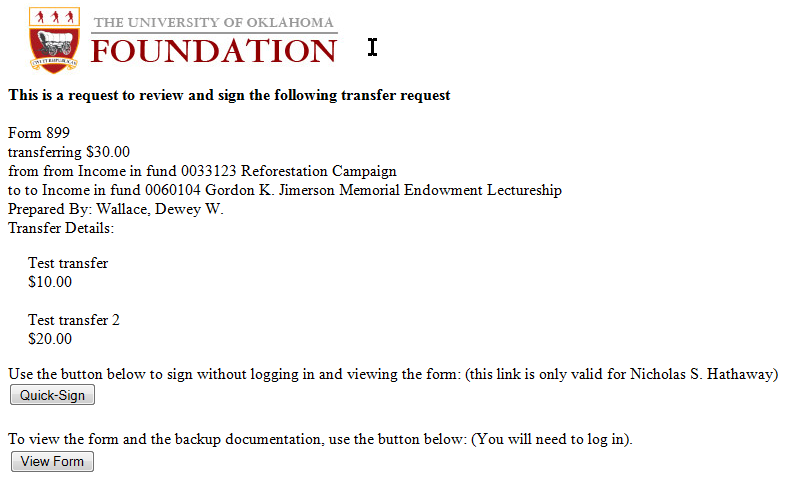 THE UNIVERSITY OF OKLAHOMA
FOUNDATION
This is a request to review and sign the following transfer request
Form 899
transferring $30.00
from from Income in fund 0033123 Reforestation Campaign
to to Income in fund 0060104 Gordon K. Jimerson Memorial Endowment Lectureship
Prepared By: Wallace, Dewey W.
Transfer Details:
Test transfer
$10.00
Test transfer 2
$20.00
Use the button below to sign without logging in and viewing the form: (this link is only valid for Nicholas S. Hathaway)
Quick-Sign
To view the form and the backup documentation, use the button below: (You will need to log in).
View Form